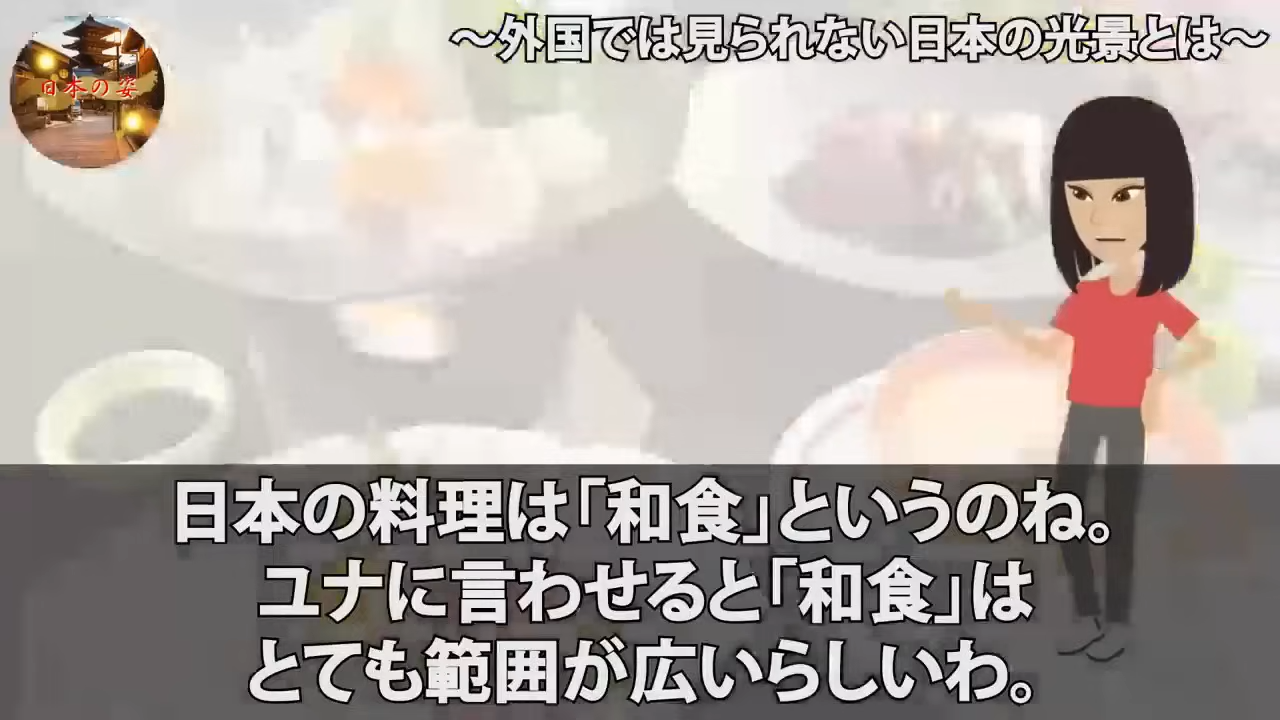 ～外国では見られない日本の光景とは～
日本の姿
日本の料理は「和食」というのね。
ユナに言わせると「和食」は
とても範囲が広いらしいわ。